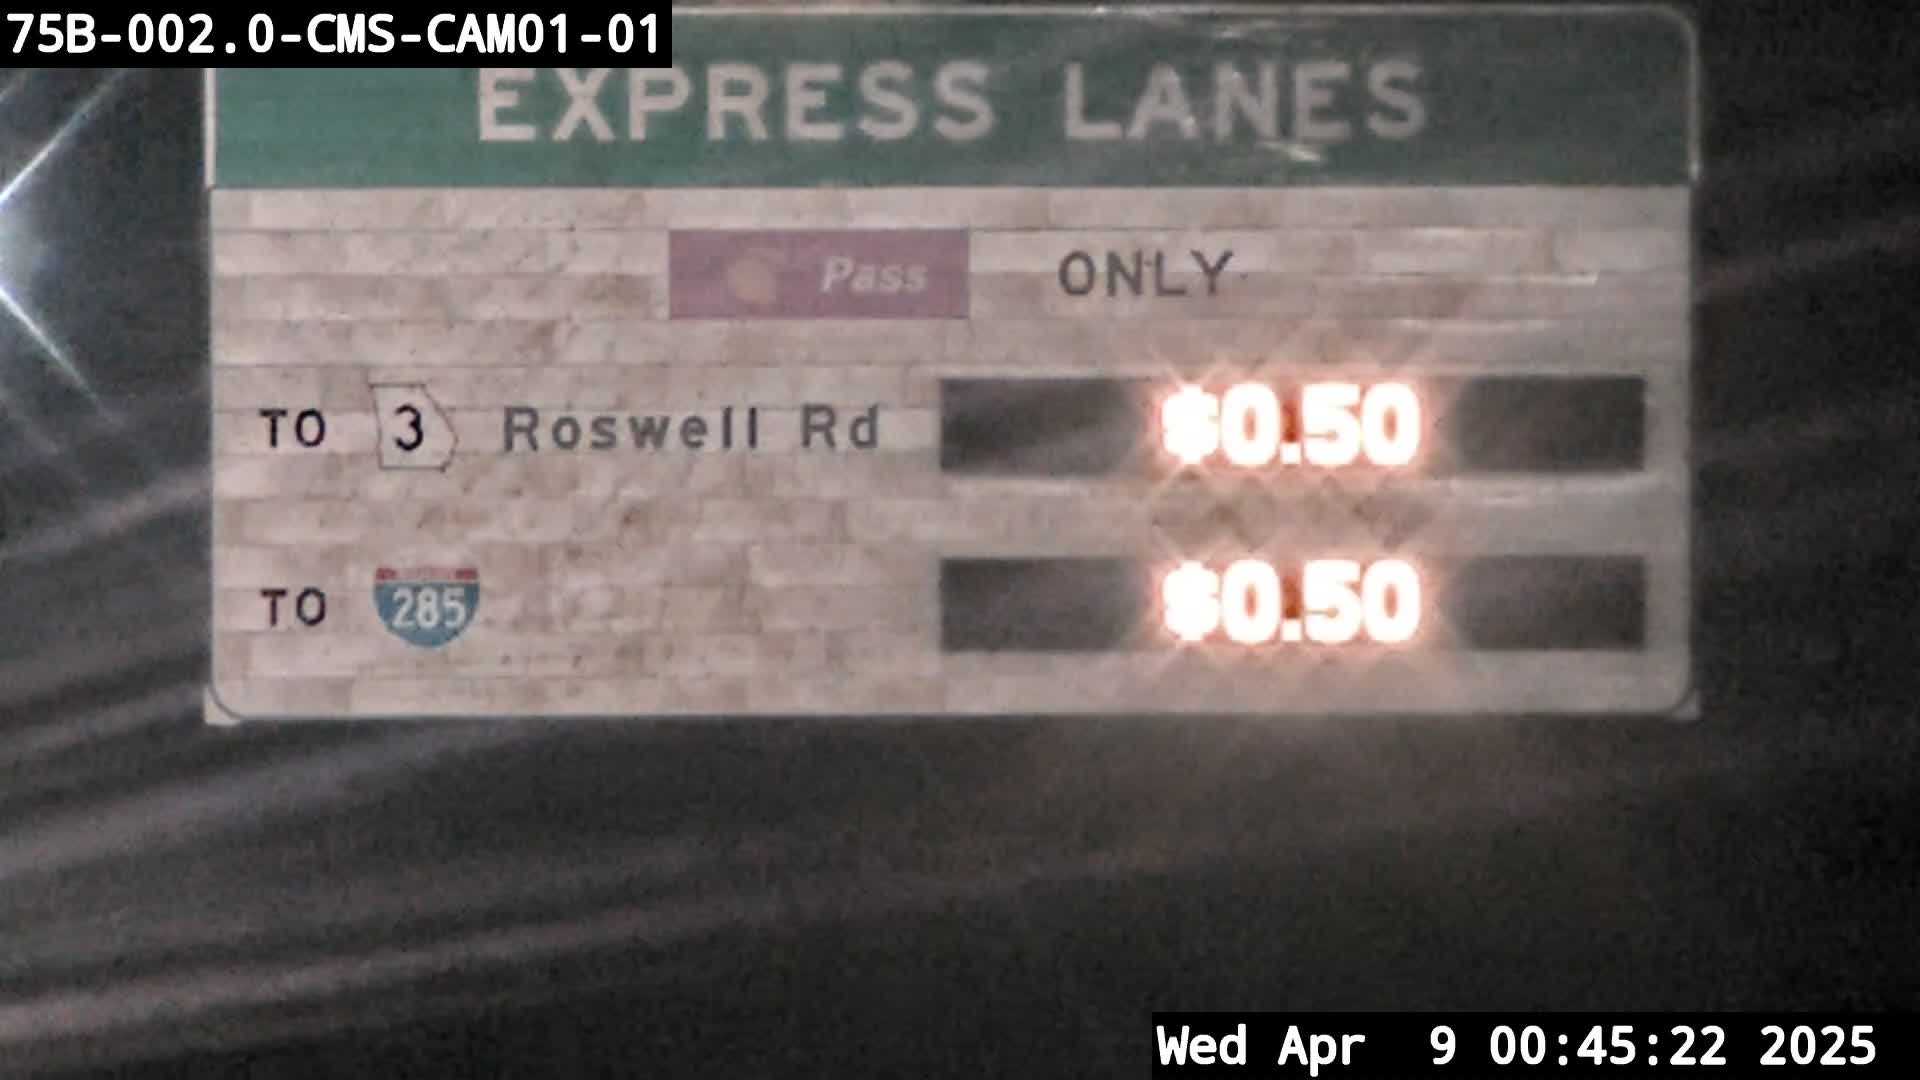 75B-002.0-CMS-CAM01-01
EXPRESS LANES
Pass ONLY
TO 3 Roswell Rd $0.50
TO 285 $0.50
Wed Apr 9 00:45:22 2025